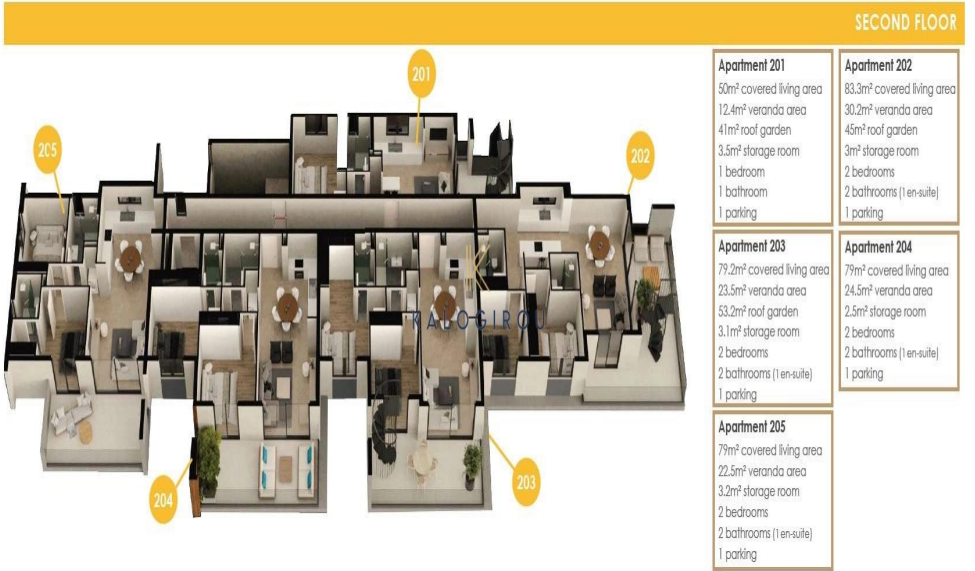 SECOND FLOOR
201
205
202
204
203
KALOGIROU
Apartment 201
50m² covered living area
12.4m² veranda area
41m² roof garden
3.5m² storage room
1 bedroom
1 bathroom
1 parking
Apartment 202
83.3m² covered living area
30.2m² veranda area
45m² roof garden
3m² storage room
2 bedrooms
2 bathrooms (1 en-suite)
1 parking
Apartment 203
79.2m² covered living area
23.5m² veranda area
53.2m² roof garden
3.1m² storage room
2 bedrooms
2 bathrooms (1 en-suite)
1 parking
Apartment 204
79m² covered living area
24.5m² veranda area
2.5m² storage room
2 bedrooms
2 bathrooms (1 en-suite)
1 parking
Apartment 205
79m² covered living area
22.5m² veranda area
3.2m² storage room
2 bedrooms
2 bathrooms (1 en-suite)
1 parking